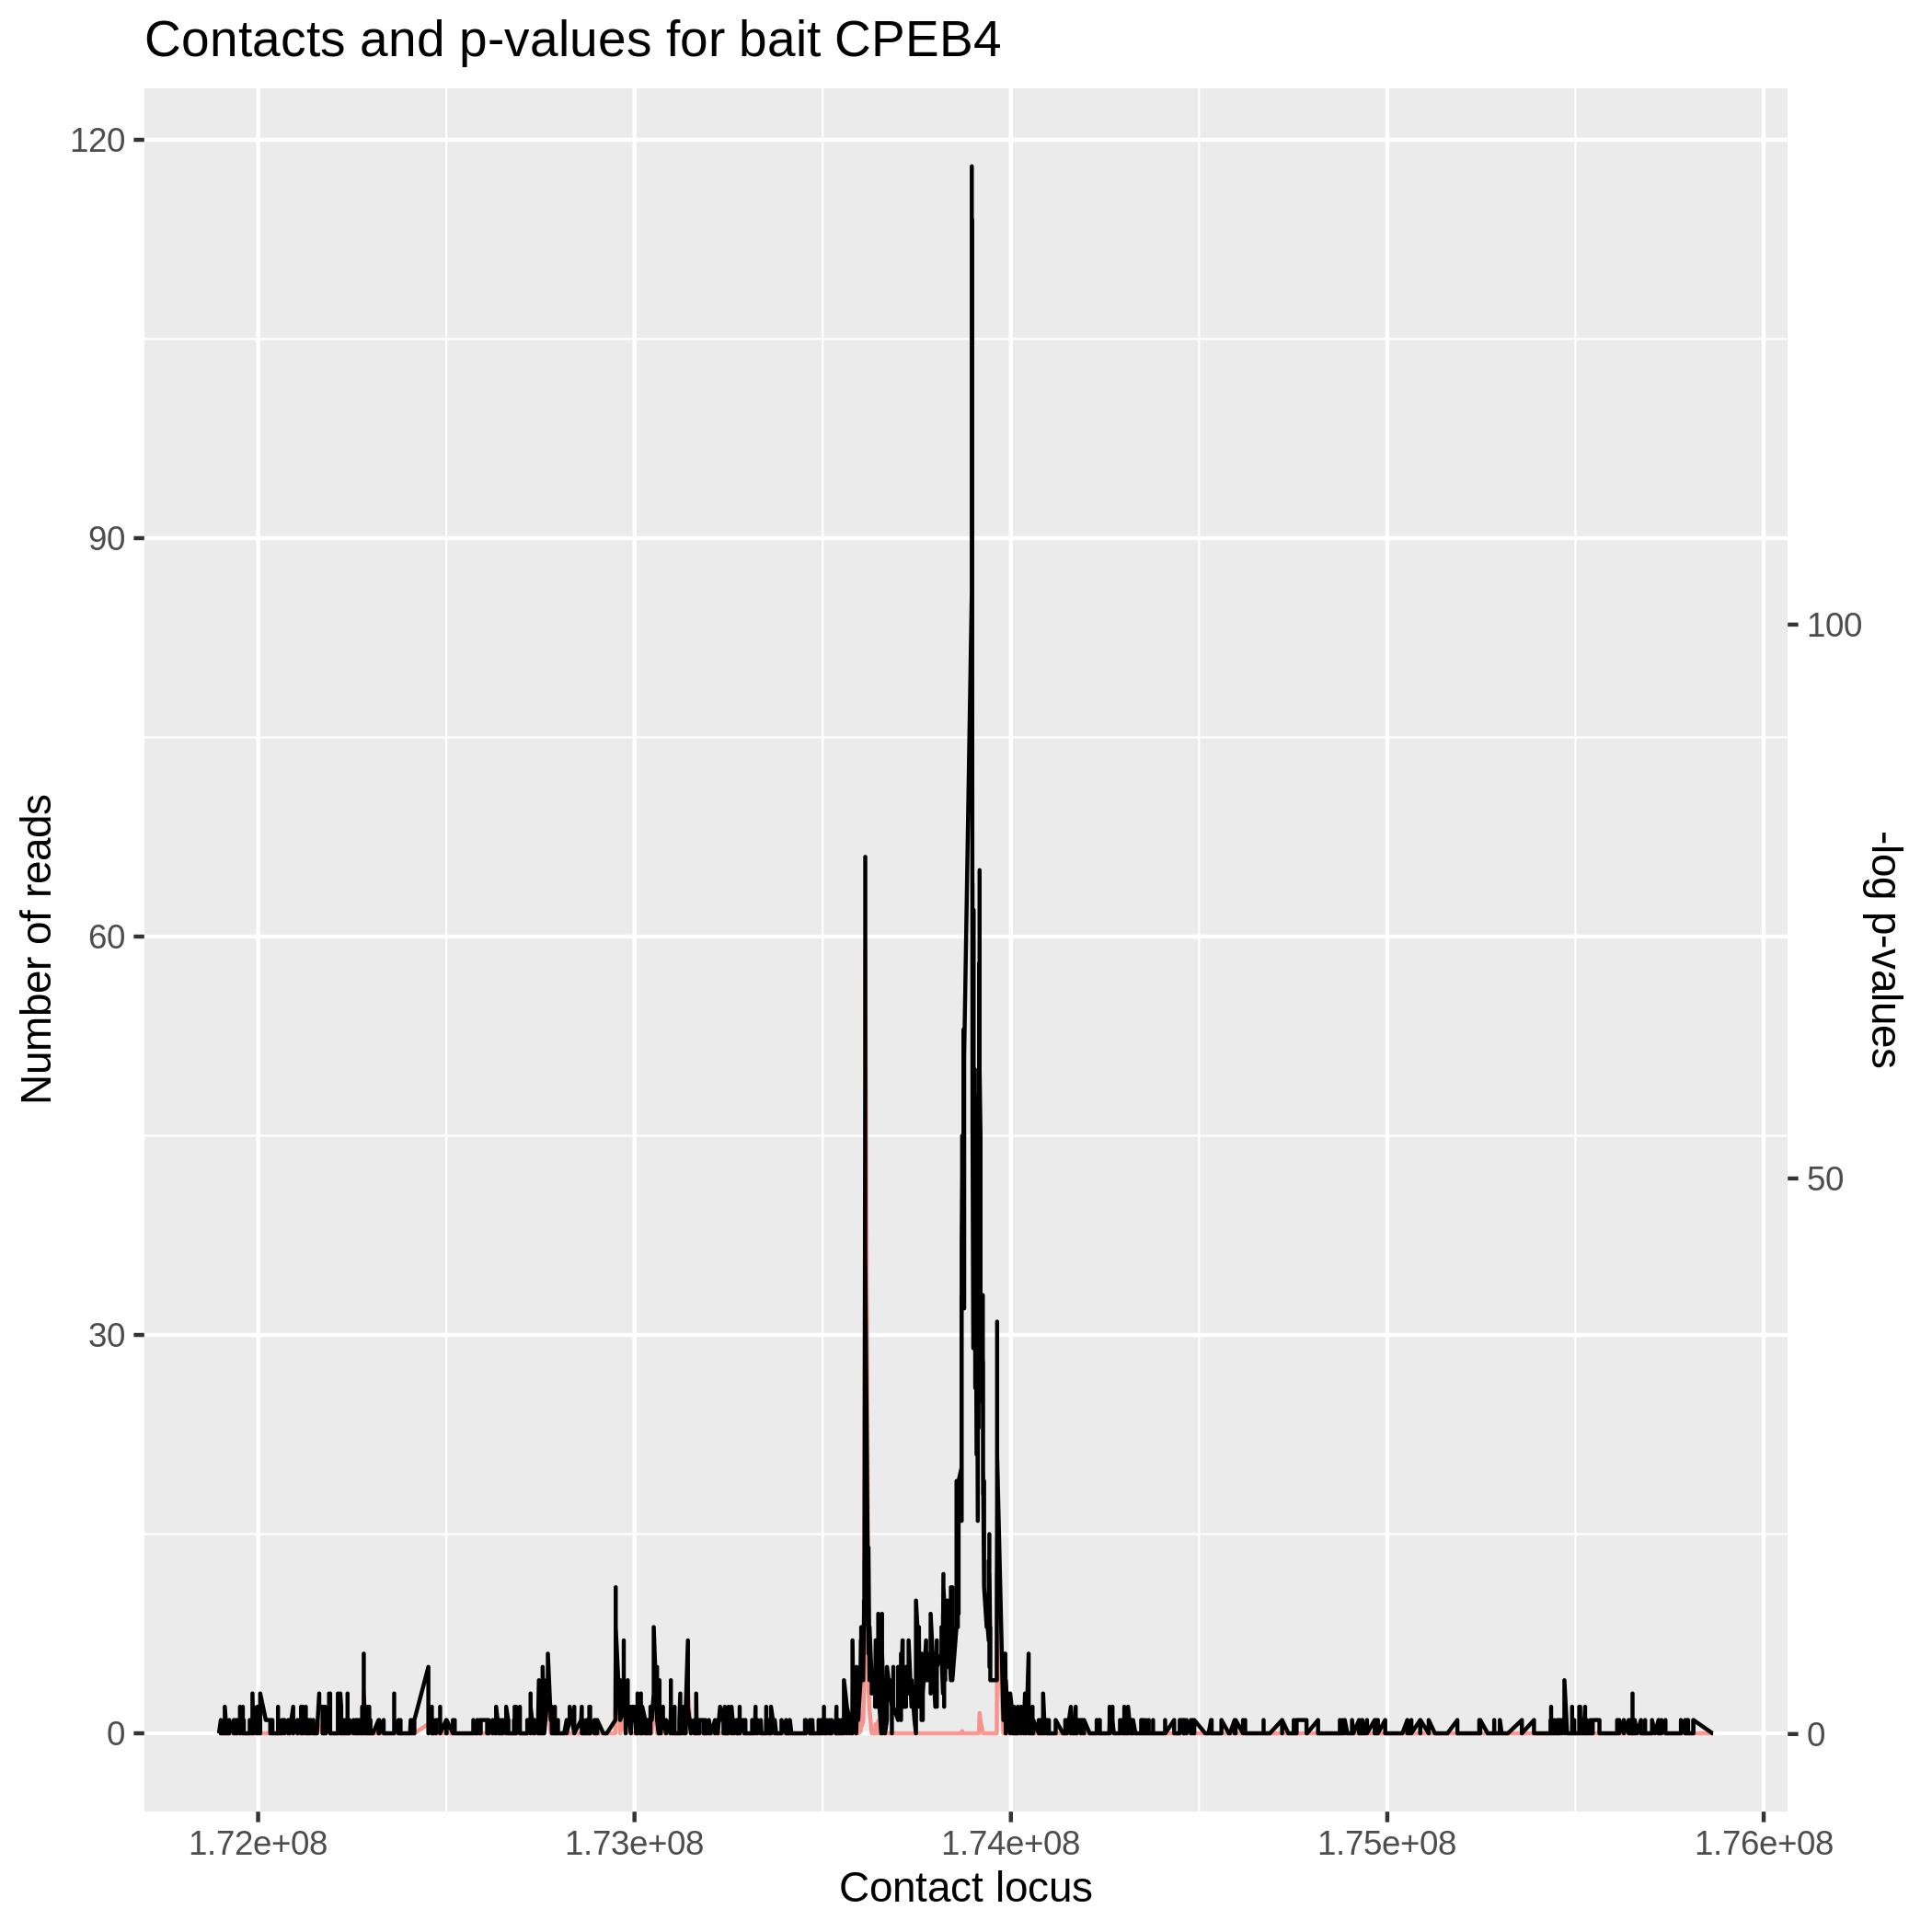 Contacts and p-values for bait CPEB4
120
90
60
30
0
Number of reads
100
50
0
-log p-values
1.72e+08
1.73e+08
1.74e+08
1.75e+08
1.76e+08
Contact locus